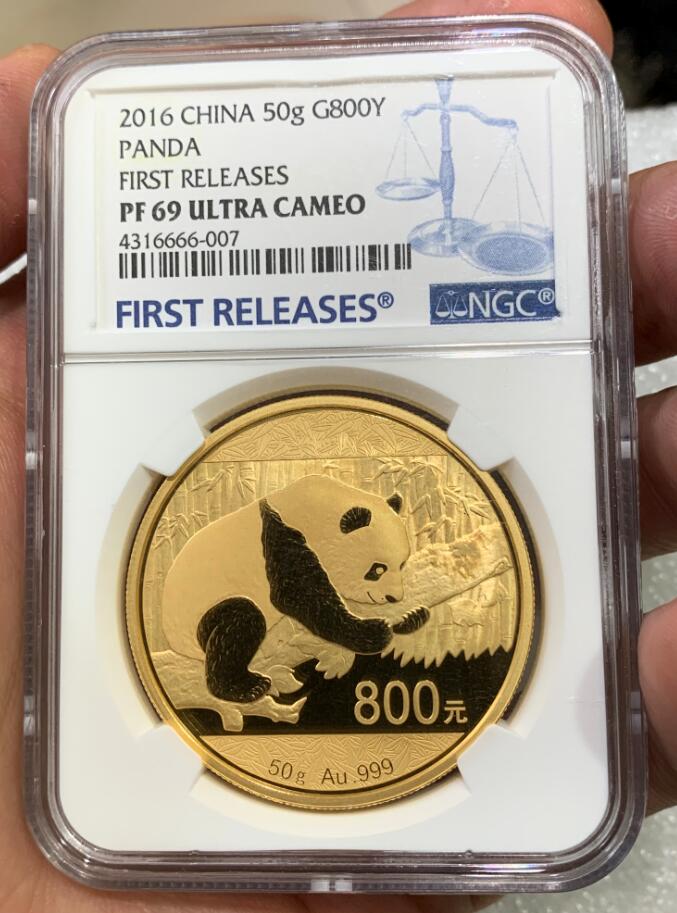 2016 CHINA 50g G800Y
PANDA
FIRST RELEASES
PF 69 ULTRA CAMEO
4316666-007
FIRST RELEASES®
NGC®
800元
50g Au.999